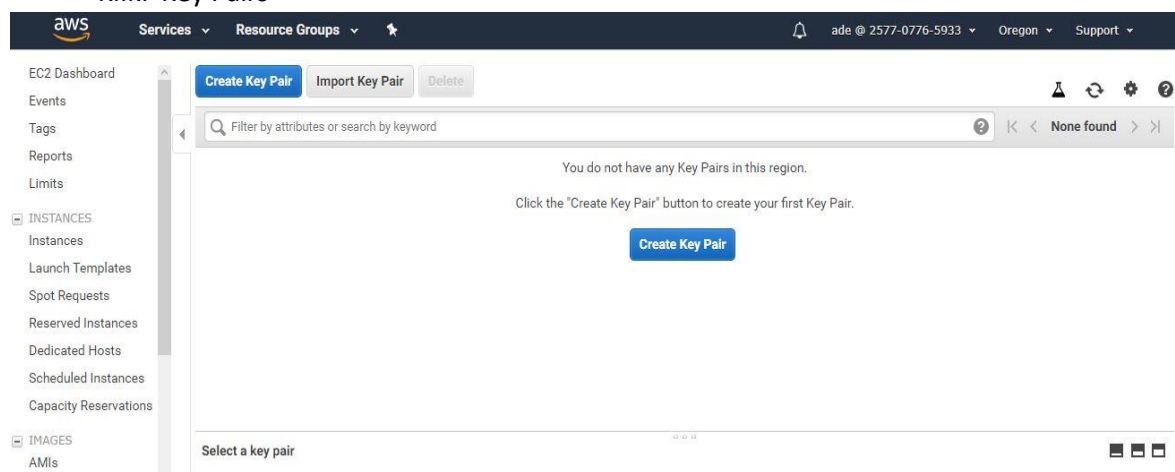 aws Services Resource Groups ade @ 2577-0776-5933 Oregon Support
EC2 Dashboard
Events
Tags
Reports
Limits
INSTANCES
Instances
Launch Templates
Spot Requests
Reserved Instances
Dedicated Hosts
Scheduled Instances
Capacity Reservations
IMAGES
AMIs
Create Key Pair Import Key Pair Delete
Filter by attributes or search by keyword None found
You do not have any Key Pairs in this region.
Click the "Create Key Pair" button to create your first Key Pair.
Create Key Pair
Select a key pair